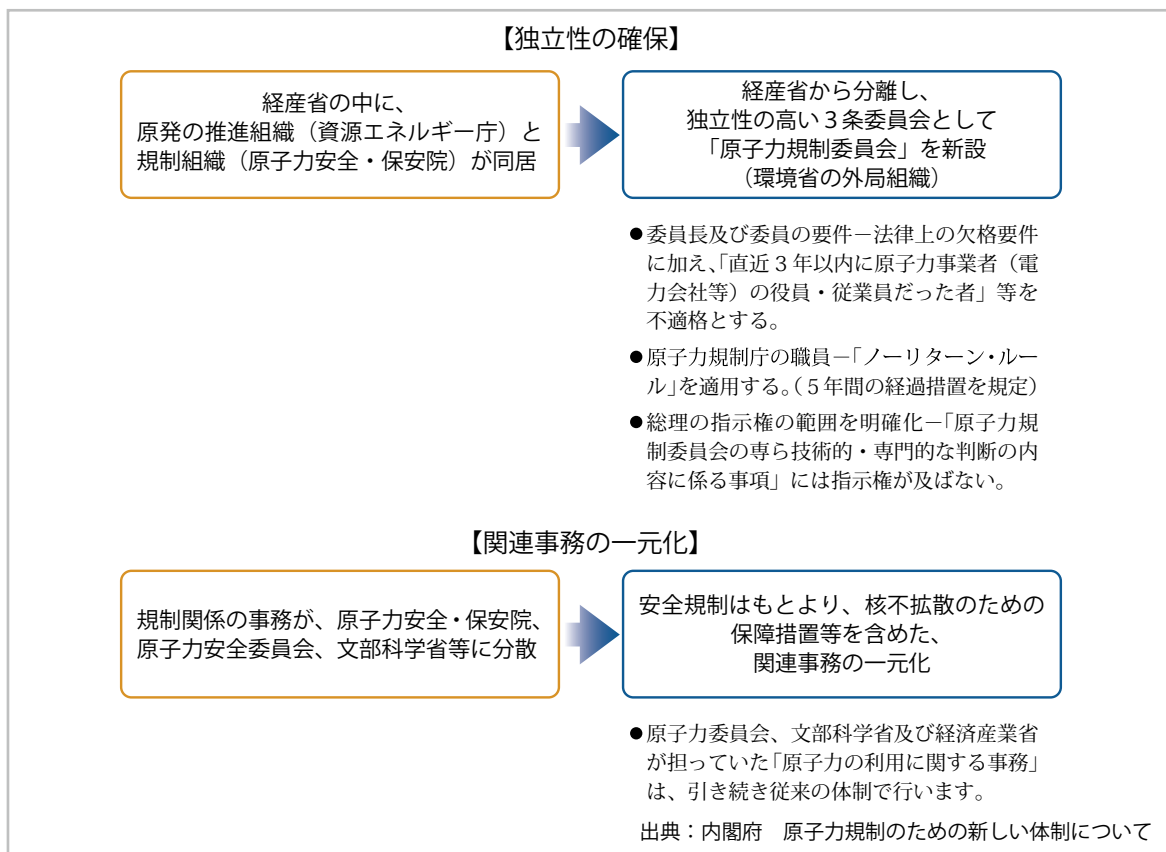 【独立性の確保】
経産省の中に、
原発の推進組織（資源エネルギー庁）と
規制組織（原子力安全・保安院）が同居
経産省から分離し、
独立性の高い３条委員会として
「原子力規制委員会」を新設
（環境省の外局組織）
●委員長及び委員の要件－法律上の欠格要件
に加え、「直近３年以内に原子力事業者（電
力会社等）の役員・従業員だった者」等を
不適格とする。
●原子力規制庁の職員－「ノーリターン・ルー
ル」を適用する。（５年間の経過措置を規定）
●総理の指示権の範囲を明確化－「原子力規
制委員会の専ら技術的・専門的な判断の内
容に係る事項」には指示権が及ばない。
【関連事務の一元化】
規制関係の事務が、原子力安全・保安院、
原子力安全委員会、文部科学省等に分散
安全規制はもとより、核不拡散のための
保障措置等を含めた、
関連事務の一元化
●原子力委員会、文部科学省及び経済産業省
が担っていた「原子力の利用に関する事務」
は、引き続き従来の体制で行います。
出典：内閣府　原子力規制のための新しい体制について